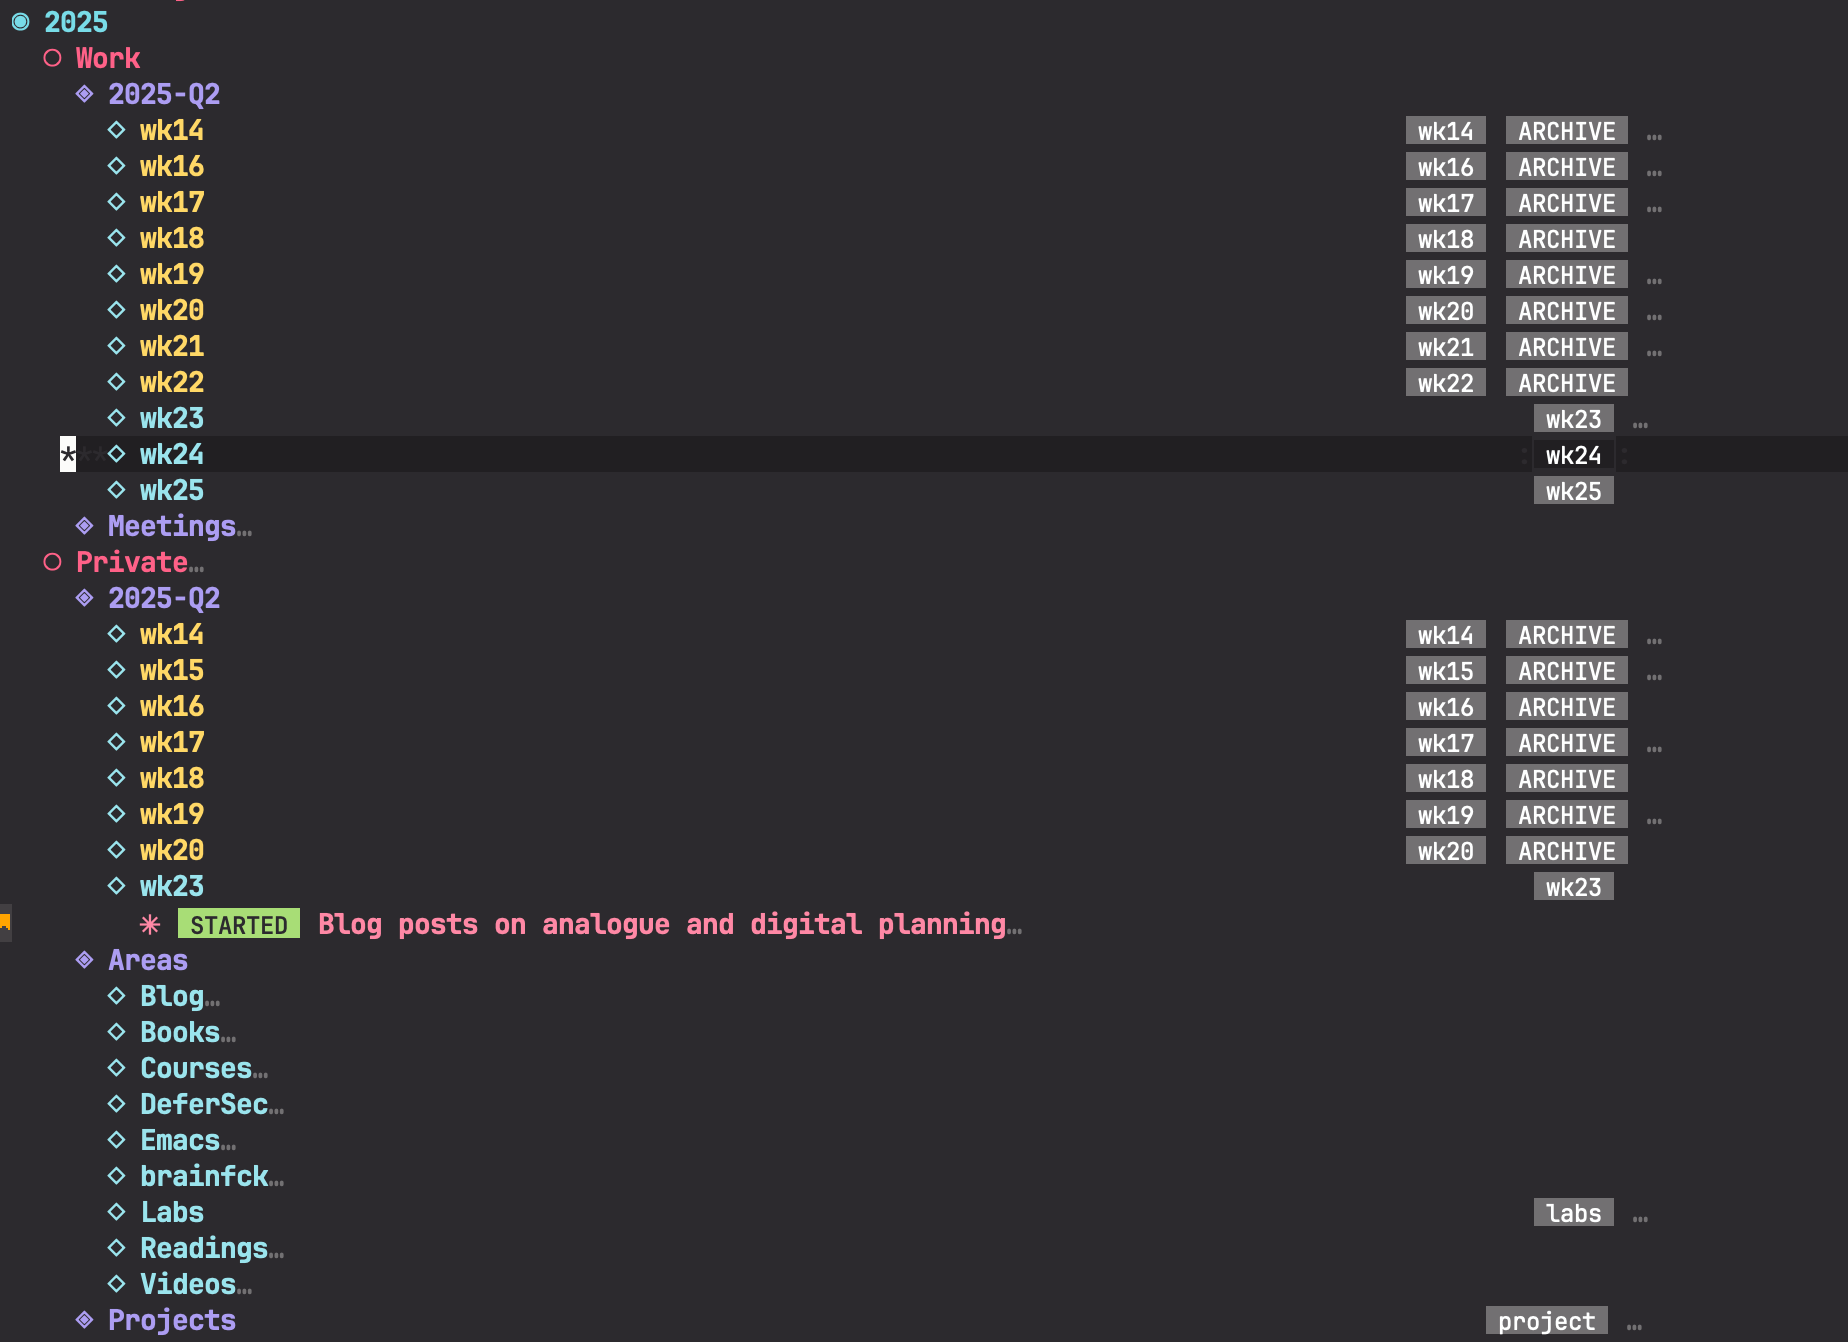 2025
Work
2025-Q2
wk14 wk14 ARCHIVE …
wk16 wk16 ARCHIVE …
wk17 wk17 ARCHIVE …
wk18 wk18 ARCHIVE
wk19 wk19 ARCHIVE …
wk20 wk20 ARCHIVE …
wk21 wk21 ARCHIVE …
wk22 wk22 ARCHIVE
wk23 wk23 …
*** wk24 : wk24 :
wk25 wk25
Meetings…
Private…
2025-Q2
wk14 wk14 ARCHIVE …
wk15 wk15 ARCHIVE …
wk16 wk16 ARCHIVE
wk17 wk17 ARCHIVE …
wk18 wk18 ARCHIVE
wk19 wk19 ARCHIVE …
wk20 wk20 ARCHIVE
wk23 wk23
STARTED Blog posts on analogue and digital planning…
Areas
Blog…
Books…
Courses…
DeferSec…
Emacs…
brainfck…
Labs labs …
Readings…
Videos…
Projects project …